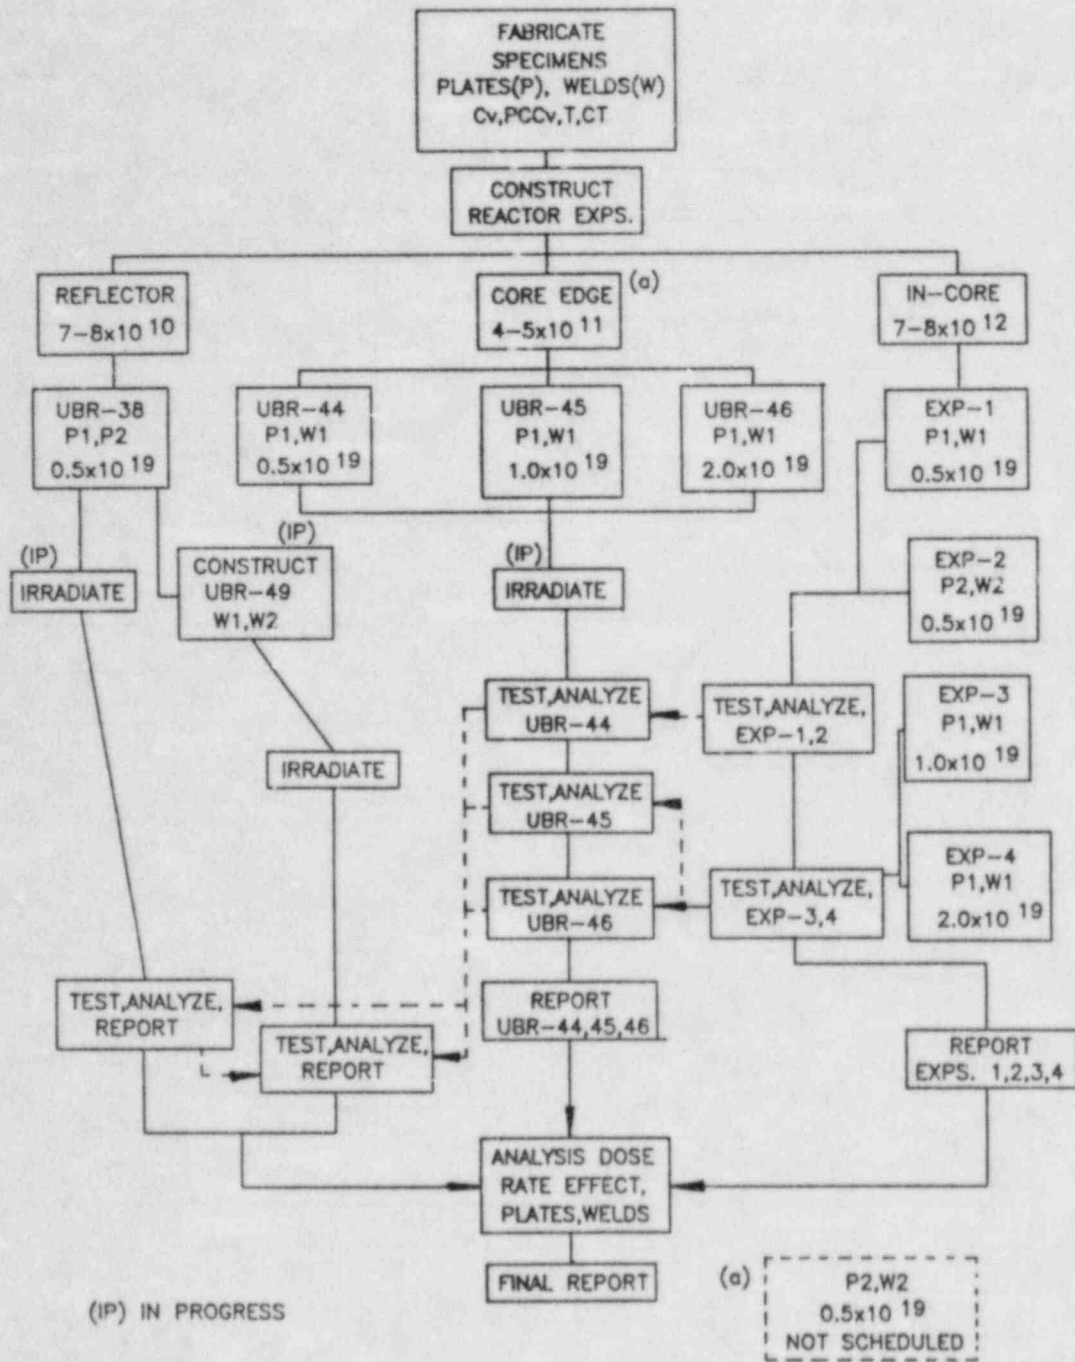 FABRICATE
SPECIMENS
PLATES(P), WELDS(W)
Cv,PCCv,T,CT
CONSTRUCT
REACTOR EXPS.
REFLECTOR
7-8x10 10
CORE EDGE
4-5x10 11
(a)
IN-CORE
7-8x10 12
UBR-38
P1,P2
0.5x10 19
UBR-44
P1,W1
0.5x10 19
UBR-45
P1,W1
1.0x10 19
UBR-46
P1,W1
2.0x10 19
EXP-1
P1,W1
0.5x10 19
(IP)
IRRADIATE
(IP)
CONSTRUCT
UBR-49
W1,W2
(IP)
IRRADIATE
EXP-2
P2,W2
0.5x10 19
TEST,ANALYZE
UBR-44
TEST,ANALYZE,
EXP-1,2
EXP-3
P1,W1
1.0x10 19
IRRADIATE
TEST,ANALYZE
UBR-45
TEST,ANALYZE
UBR-46
TEST,ANALYZE,
EXP-3,4
EXP-4
P1,W1
2.0x10 19
TEST,ANALYZE,
REPORT
TEST,ANALYZE,
REPORT
REPORT
UBR-44,45,46
REPORT
EXPS. 1,2,3,4
ANALYSIS DOSE
RATE EFFECT,
PLATES,WELDS
FINAL REPORT
(IP) IN PROGRESS
(a)
P2,W2
0.5x10 19
NOT SCHEDULED